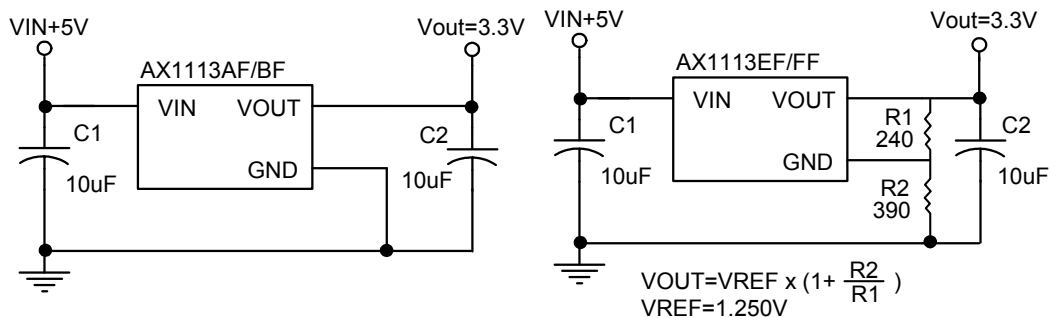 VIN+5V
Vout=3.3V
AX1113AF/BF
VIN VOUT
GND
C1
10uF
C2
10uF
VIN+5V
Vout=3.3V
AX1113EF/FF
VIN VOUT
GND
C1
10uF
R1
240
R2
390
C2
10uF
VOUT=VREF x (1+ R2/R1 )
VREF=1.250V